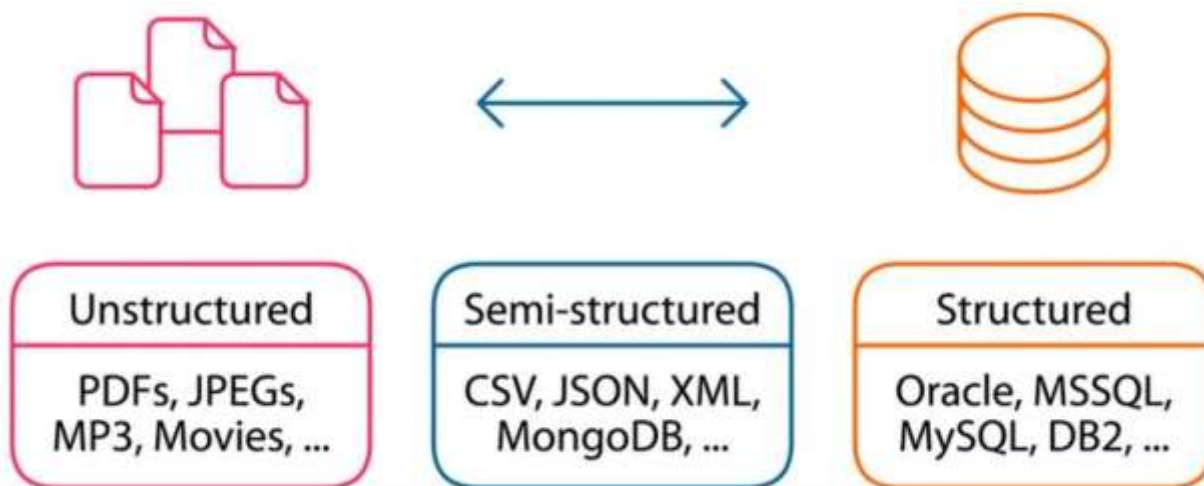 Unstructured
PDFs, JPEGs,
MP3, Movies, ...
Semi-structured
CSV, JSON, XML,
MongoDB, ...
Structured
Oracle, MSSQL,
MySQL, DB2, ...